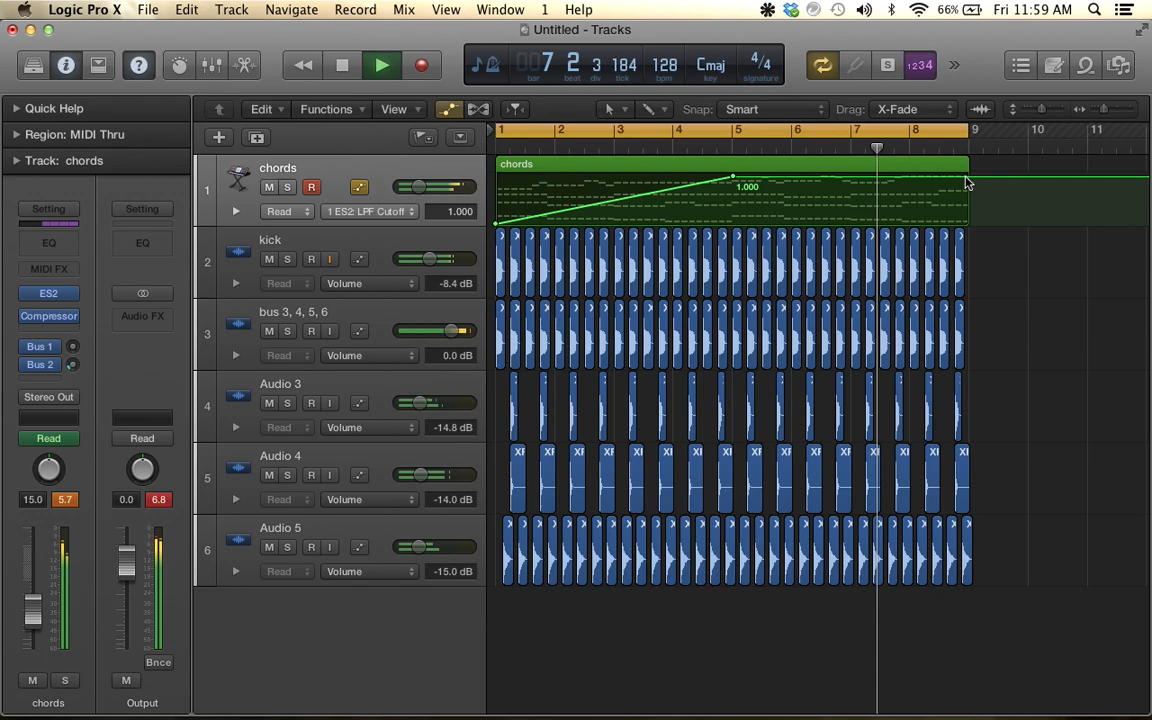 Logic Pro X File Edit Track Navigate Record Mix View Window 1 Help 66% Fri 11:59 AM
Untitled - Tracks
007 2 3 184 128 Cmaj 4/4
bar beat div tick bpm key signature
S 1234
Quick Help
Region: MIDI Thru
Track: chords
Setting Setting
EQ EQ
MIDI FX
ES2
Compressor Audio FX
Bus 1
Bus 2
Stereo Out
Read Read
15.0 5.7 0.0 6.8
Bnce
M S M
chords Output
Edit Functions View Snap: Smart Drag: X-Fade
1 2 3 4 5 6 7 8 9 10 11
1 chords
M S R
Read 1 ES2: LPF Cutoff 1.000
2 kick
M S R I
Read Volume -8.4 dB
3 bus 3, 4, 5, 6
M S R I
Read Volume 0.0 dB
4 Audio 3
M S R I
Read Volume -14.8 dB
5 Audio 4
M S R I
Read Volume -14.0 dB
6 Audio 5
M S R I
Read Volume -15.0 dB
chords
1.000